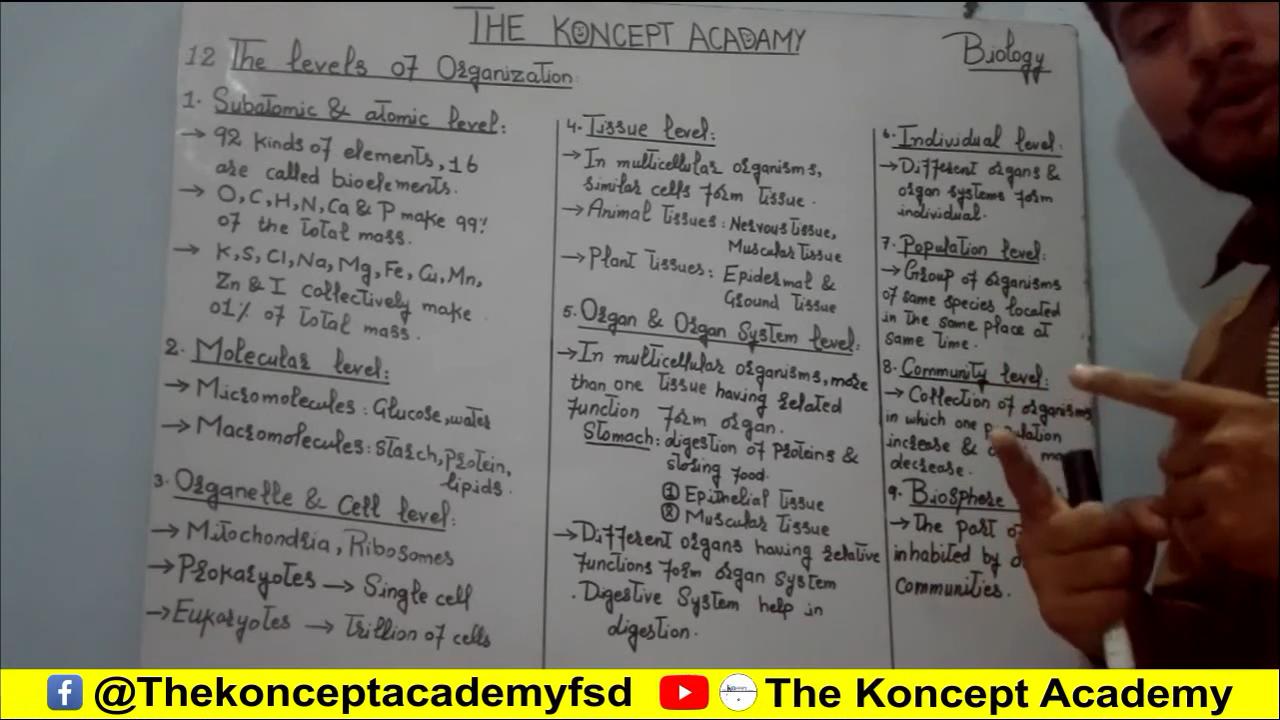 THE KONCEPT ACADAMY
Biology
12 The levels of Organization
1. Subatomic & atomic level:
→ 92 kinds of elements, 16
are called bioelements.
→ O, C, H, N, Ca & P make 99%
of the total mass.
→ K, S, Cl, Na, Mg, Fe, Cu, Mn,
Zn & I collectively make
01% of total mass.
2. Molecular level:
→ Micromolecules: Glucose, water
→ Macromolecules: starch, protein,
lipids.
3. Organelle & Cell level:
→ Mitochondria, Ribosomes
→ Prokaryotes → Single cell
→ Eukaryotes → Trillion of cells
4. Tissue level:
→ In multicellular organisms,
similar cells form tissue.
→ Animal Tissues: Nervous tissue,
Muscular tissue
→ Plant Tissues: Epidermal &
Ground tissue
5. Organ & Organ System level:
→ In multicellular organisms, more
than one tissue having related
function form organ.
Stomach: digestion of proteins &
storing food.
① Epithelial tissue
② Muscular tissue
→ Different organs having relative
functions form organ system
. Digestive System help in
digestion.
6. Individual level:
→ Different organs &
organ systems form
individual.
7. Population level:
→ Group of organisms
of same species located
in the same place at
same time.
8. Community level:
→ Collection of organisms
in which one population
increase &
decrease.
9. Biosphere
→ The part
inhabited by
communities.
@Thekonceptacademyfsd
The Koncept Academy